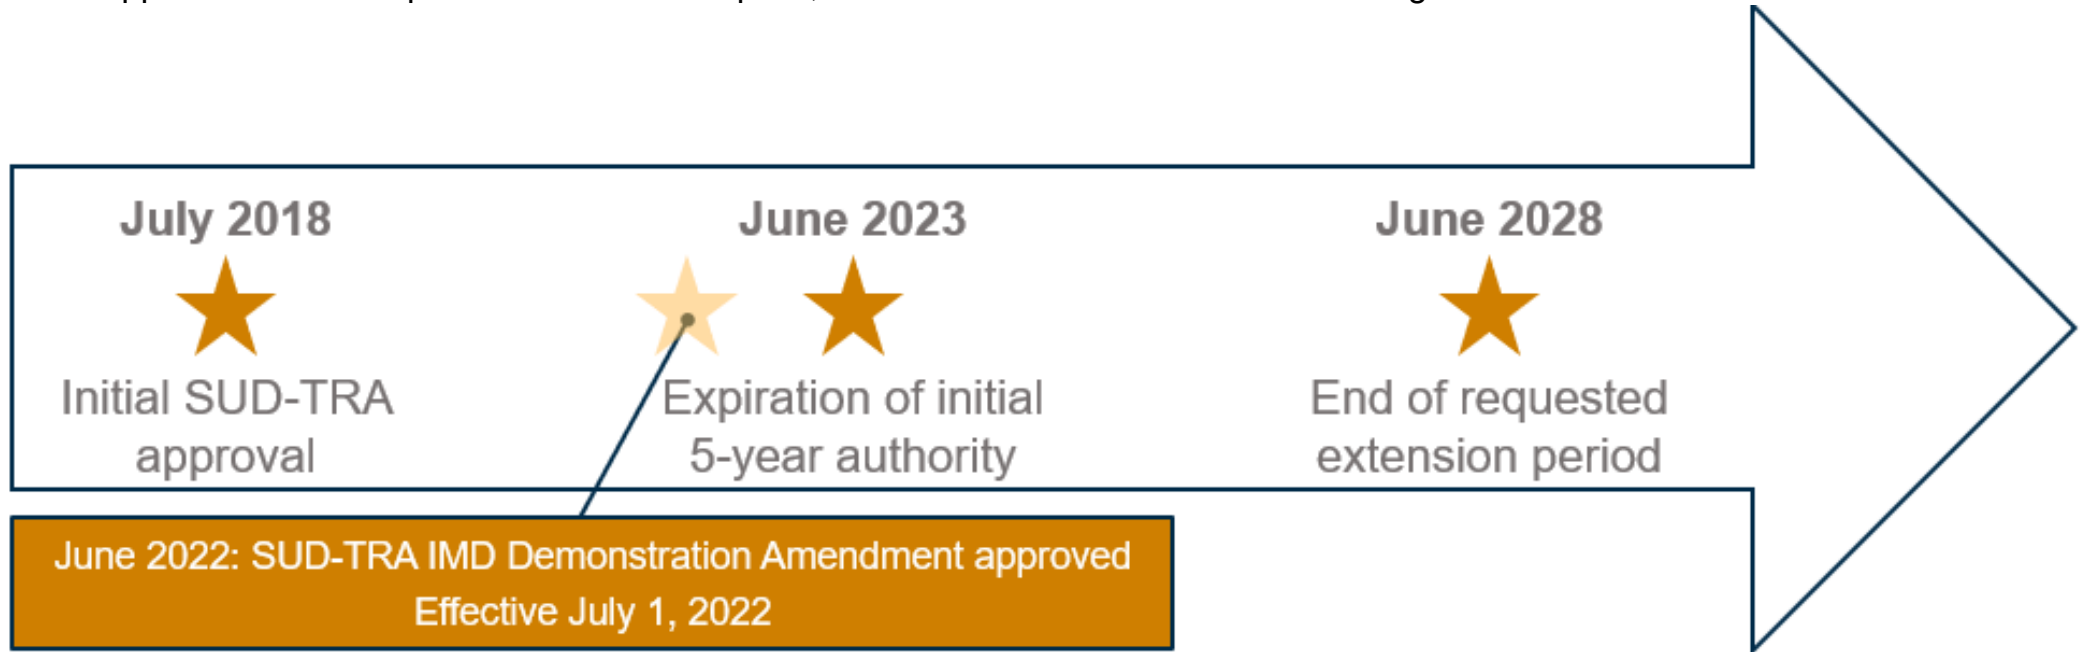 July 2018
June 2023
June 2028
Initial SUD-TRA
approval
Expiration of initial
5-year authority
End of requested
extension period
June 2022: SUD-TRA IMD Demonstration Amendment approved
Effective July 1, 2022